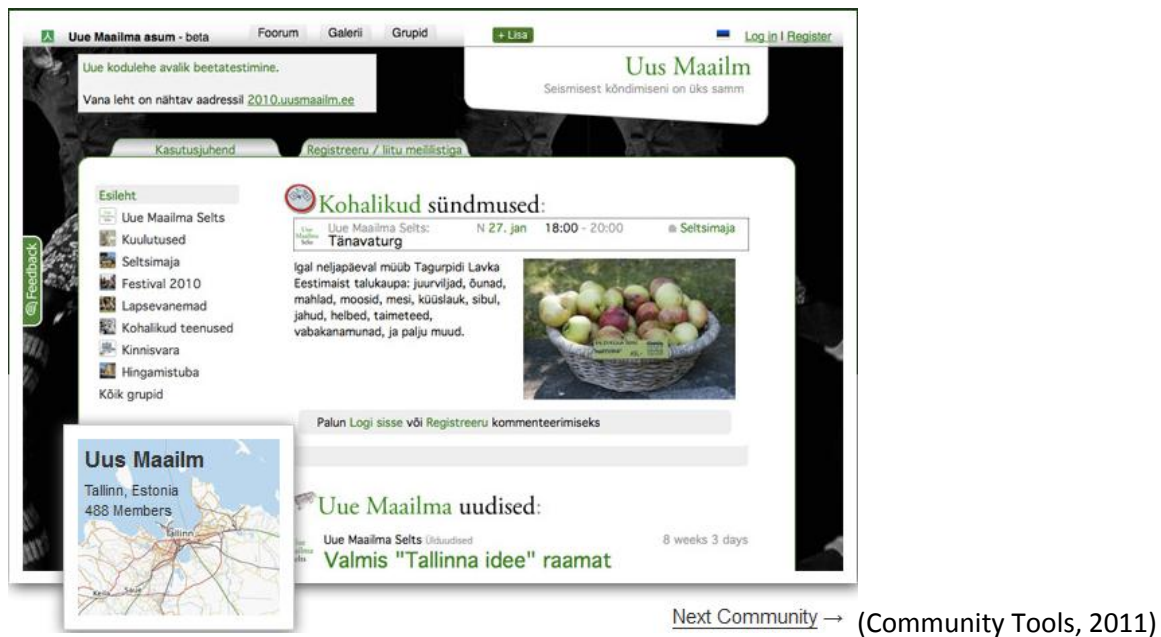 Uue Maailma asum - beta Foorum Galerii Grupid + Lisa Log in | Register
Uue kodulehe avalik beetatestimine.
Vana leht on nähtav aadressil 2010.uusmaailm.ee
Uus Maailm
Seismisest kõndimiseni on üks samm
Kasutusjuhend Registreeru / liitu meililistiga
Feedback
Esileht
Uue Maailma Selts
Kuulutused
Seltsimaja
Festival 2010
Lapsevanemad
Kohalikud teenused
Kinnisvara
Hingamistuba
Kõik grupid
Kohalikud sündmused:
Uue Maailma Selts: N 27. jan 18:00 - 20:00 Seltsimaja
Tänavaturg
Igal neljapäeval müüb Tagurpidi Lavka
Eestimaist talukaupa: juurviljad, õunad,
mahlad, moosid, mesi, küüslauk, sibul,
jahud, helbed, taimeteed,
vabakanamunad, ja palju muud.
Palun Logi sisse või Registreeru kommenteerimiseks
Uue Maailma uudised:
Uue Maailma Selts Ülduudised 8 weeks 3 days
Valmis "Tallinna idee" raamat
Uus Maailm
Tallinn, Estonia
488 Members
Tallinn
Keila Saue
Next Community →
(Community Tools, 2011)